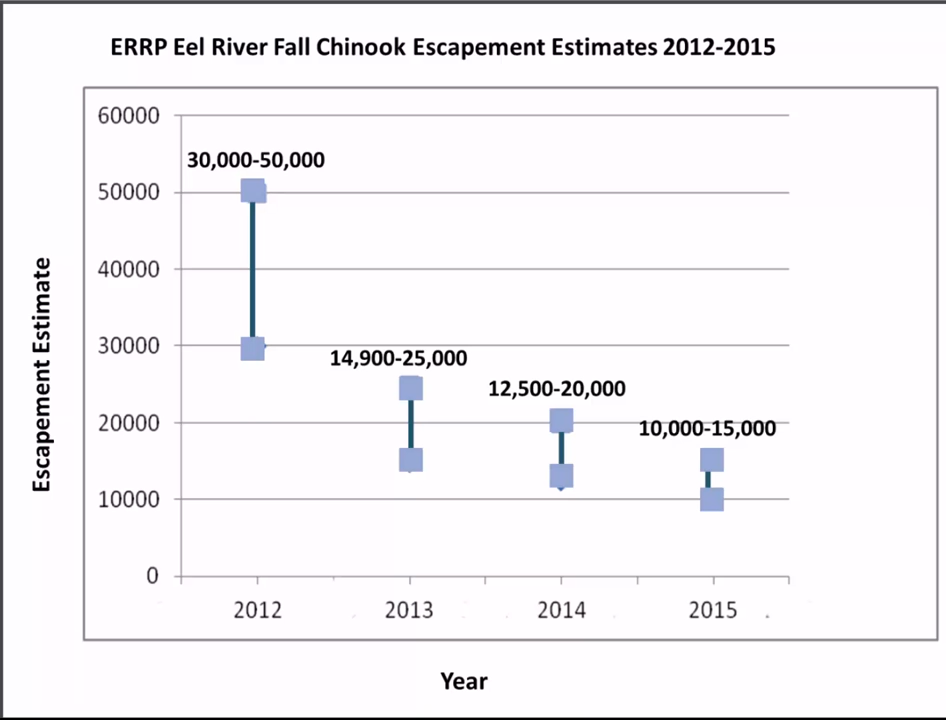 ERRP Eel River Fall Chinook Escapement Estimates 2012-2015
60000
30,000-50,000
50000
40000
30000
14,900-25,000
12,500-20,000
20000
10,000-15,000
10000
0
2012 2013 2014 2015
Escapement Estimate
Year